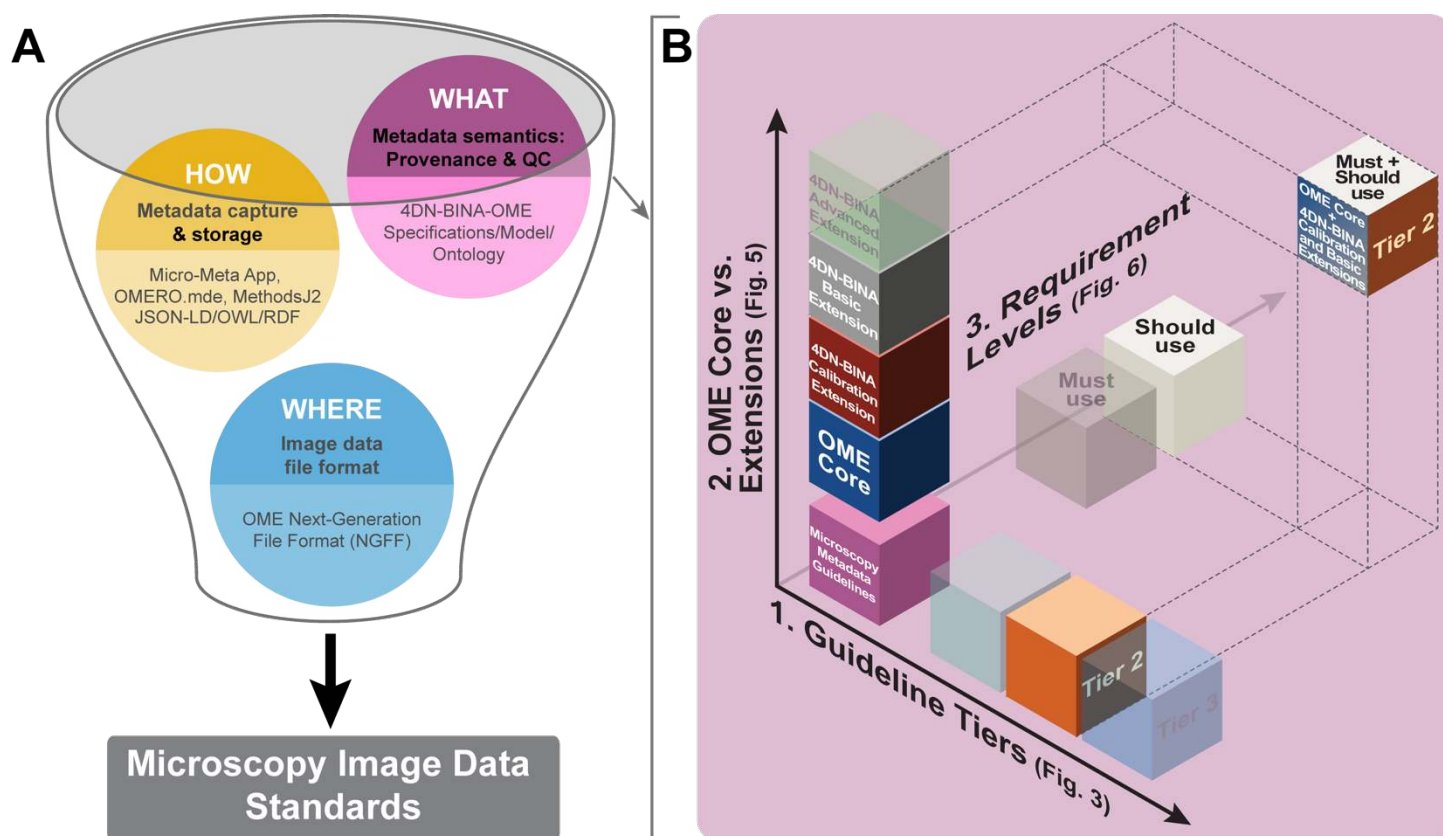 A
WHAT
Metadata semantics:
Provenance & QC
4DN-BINA-OME
Specifications/Model/
Ontology
HOW
Metadata capture
& storage
Micro-Meta App,
OMERO.mde, MethodsJ2
JSON-LD/OWL/RDF
WHERE
Image data
file format
OME Next-Generation
File Format (NGFF)
Microscopy Image Data
Standards
B
2. OME Core vs.
Extensions (Fig. 5)
4DN-BINA
Advanced
Extension
4DN-BINA
Basic
Extension
4DN-BINA
Calibration
Extension
OME
Core
Microscopy
Metadata
Guidelines
3. Requirement
Levels (Fig. 6)
Must
use
Should
use
Must +
Should
use
OME Core
+
4DN-BINA
Calibration
and Basic
Extensions
Tier 2
1. Guideline Tiers (Fig. 3)
Tier 2
Tier 3